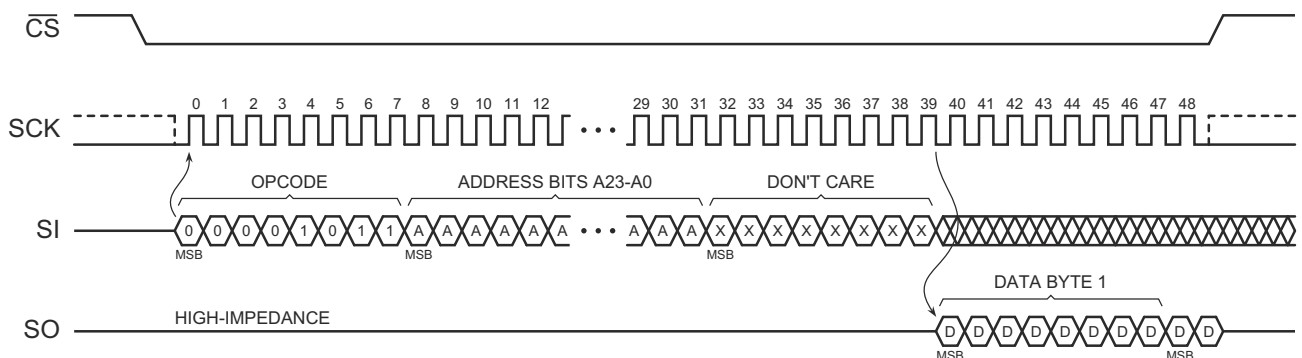 CS
0 1 2 3 4 5 6 7 8 9 10 11 12 29 30 31 32 33 34 35 36 37 38 39 40 41 42 43 44 45 46 47 48
SCK
OPCODE ADDRESS BITS A23-A0 DON'T CARE
SI 0 0 0 0 1 0 1 1 A A A A A A A A A X X X X X X X X
MSB MSB MSB
DATA BYTE 1
HIGH-IMPEDANCE
SO D D D D D D D D D D
MSB MSB